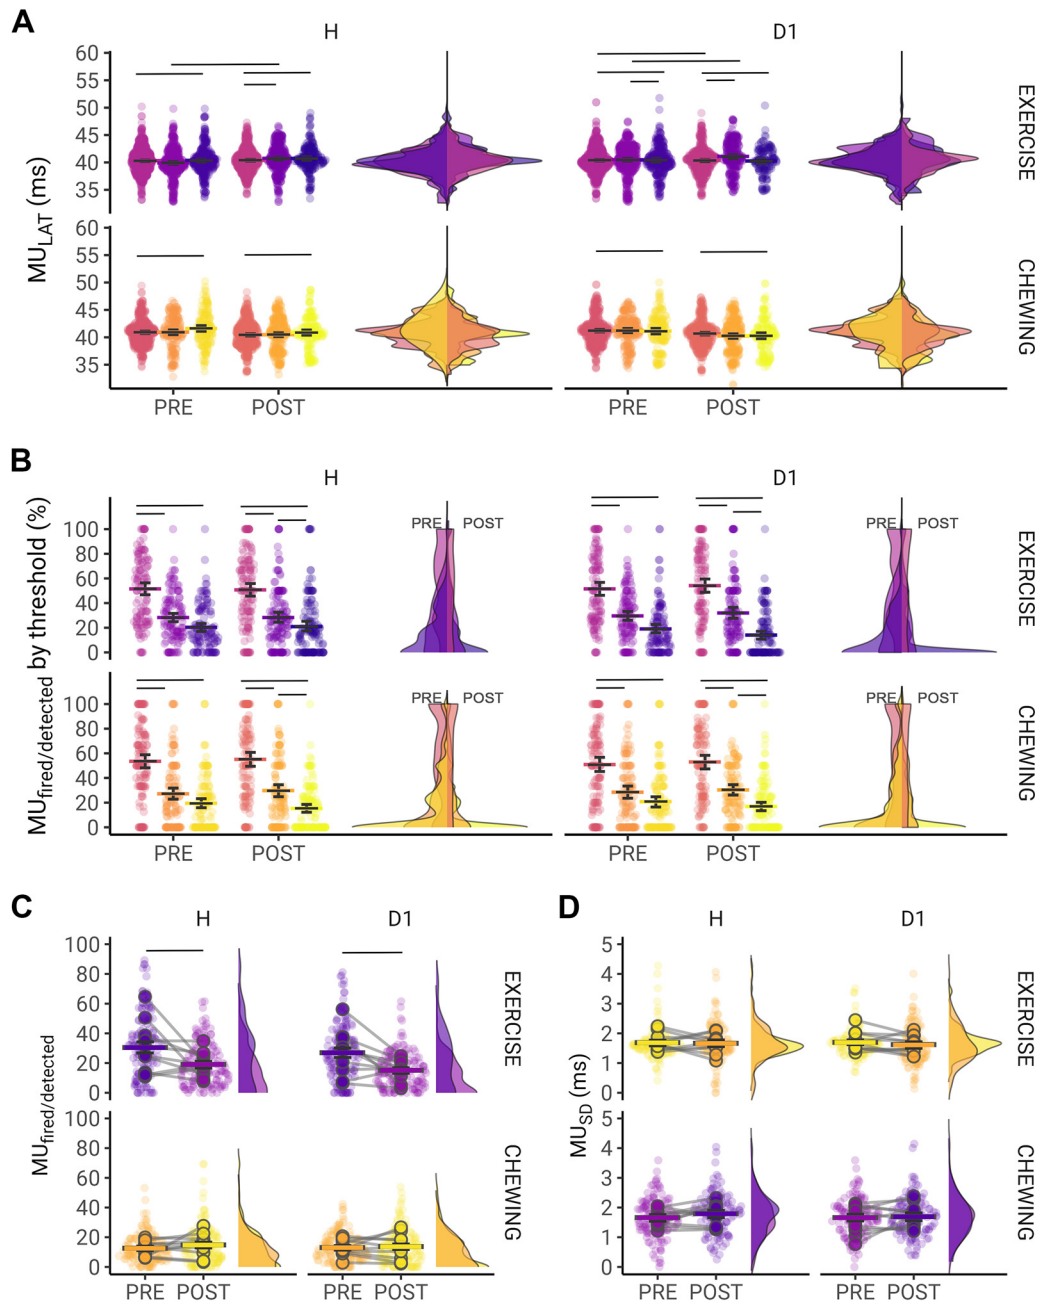 A
H D1
MU_LAT (ms)
60
55
50
45
40
35
EXERCISE
60
55
50
45
40
35
CHEWING
PRE POST PRE POST
B
H D1
MU_fired/detected by threshold (%)
100
80
60
40
20
0
PRE POST PRE POST
EXERCISE
100
80
60
40
20
0
PRE POST PRE POST
CHEWING
PRE POST PRE POST
C
H D1
MU_fired/detected
100
80
60
40
20
0
EXERCISE
100
80
60
40
20
0
CHEWING
PRE POST PRE POST
D
H D1
MU_SD (ms)
5
4
3
2
1
0
EXERCISE
5
4
3
2
1
0
CHEWING
PRE POST PRE POST